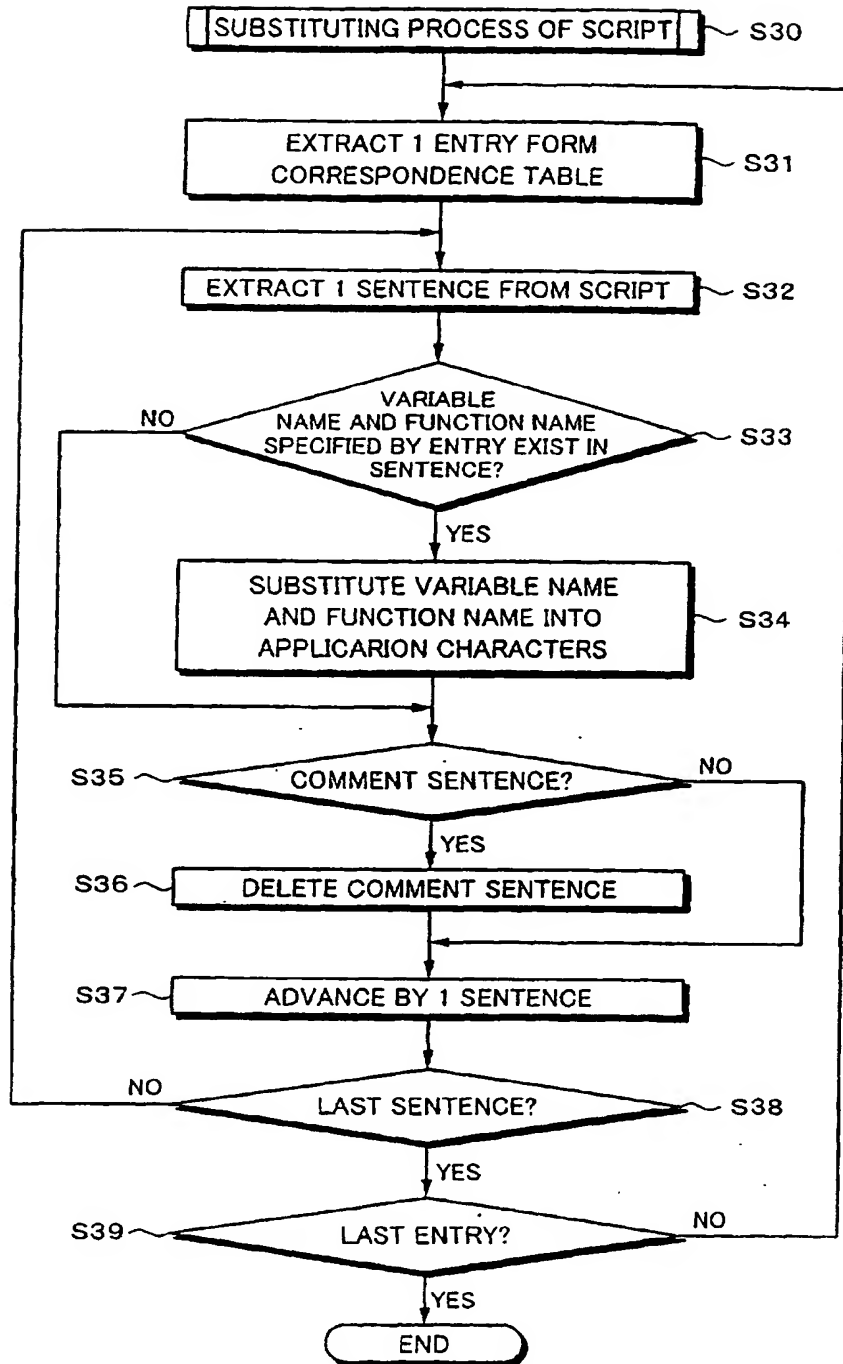 SUBSTITUTING PROCESS OF SCRIPT S30
EXTRACT 1 ENTRY FORM
CORRESPONDENCE TABLE
S31
EXTRACT 1 SENTENCE FROM SCRIPT S32
VARIABLE
NAME AND FUNCTION NAME
SPECIFIED BY ENTRY EXIST IN
SENTENCE?
NO
S33
YES
SUBSTITUTE VARIABLE NAME
AND FUNCTION NAME INTO
APPLICARION CHARACTERS
S34
S35 COMMENT SENTENCE? NO
YES
S36 DELETE COMMENT SENTENCE
S37 ADVANCE BY 1 SENTENCE
NO LAST SENTENCE? S38
YES
S39 LAST ENTRY? NO
YES
END